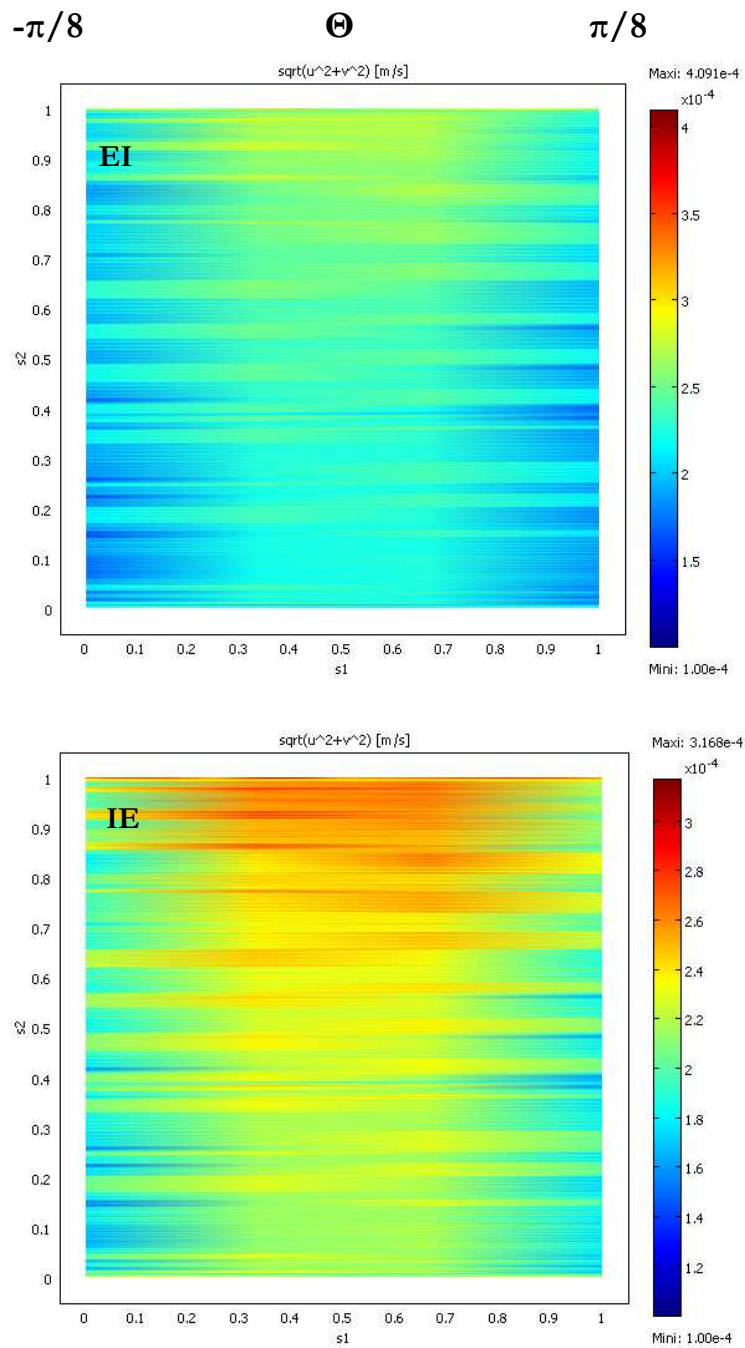 -π/8 Θ π/8
sqrt(u^2+v^2) [m/s]
Maxi: 4.091e-4
×10^-4
EI
1
0.9
0.8
0.7
0.6
0.5
0.4
0.3
0.2
0.1
0
s2
0 0.1 0.2 0.3 0.4 0.5 0.6 0.7 0.8 0.9 1
s1
4
3.5
3
2.5
2
1.5
Mini: 1.00e-4
sqrt(u^2+v^2) [m/s]
Maxi: 3.168e-4
×10^-4
IE
1
0.9
0.8
0.7
0.6
0.5
0.4
0.3
0.2
0.1
0
s2
0 0.1 0.2 0.3 0.4 0.5 0.6 0.7 0.8 0.9 1
s1
3
2.8
2.6
2.4
2.2
2
1.8
1.6
1.4
1.2
Mini: 1.00e-4